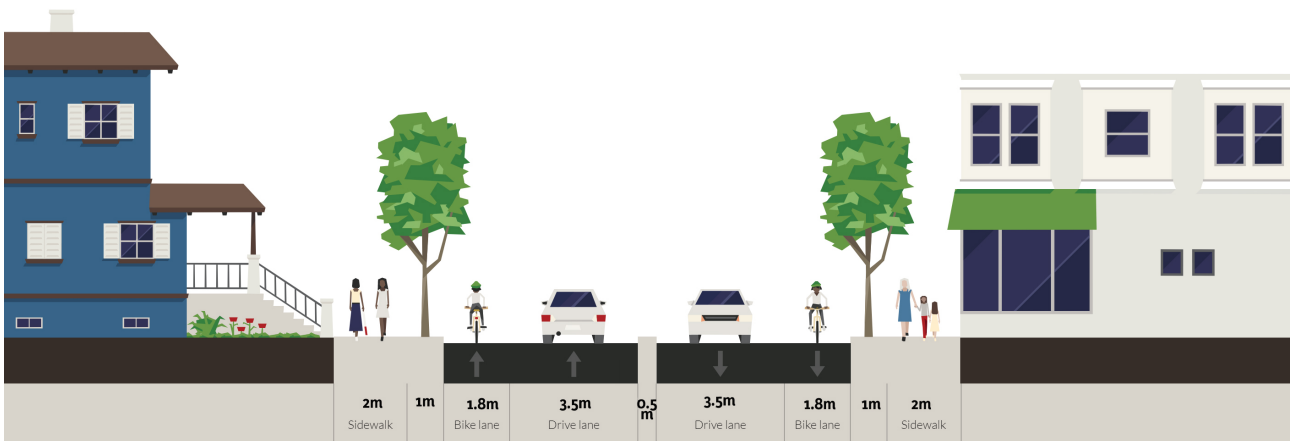 2m
Sidewalk
1m
1.8m
Bike lane
3.5m
Drive lane
0.5
m
3.5m
Drive lane
1.8m
Bike lane
1m
2m
Sidewalk